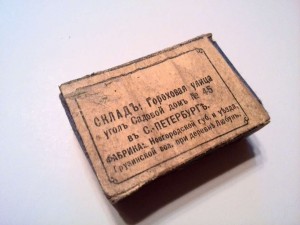 СКЛАДЪ: Гороховая улица
уголъ Садовой домъ № 45
въ С.-ПЕТЕРБУРГѢ.
ФАБРИКА: Новгородской губ. и уѣзда,
Грузинской вол. при деревнѣ